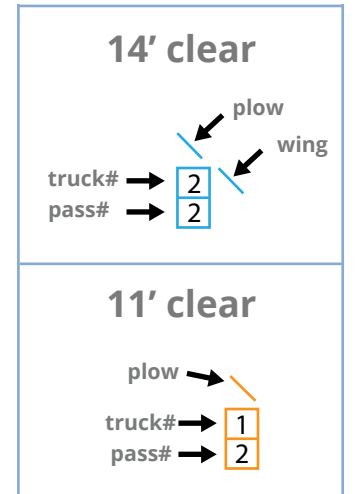 14’ clear
plow
wing
truck# 2
pass# 2
11’ clear
plow
truck# 1
pass# 2